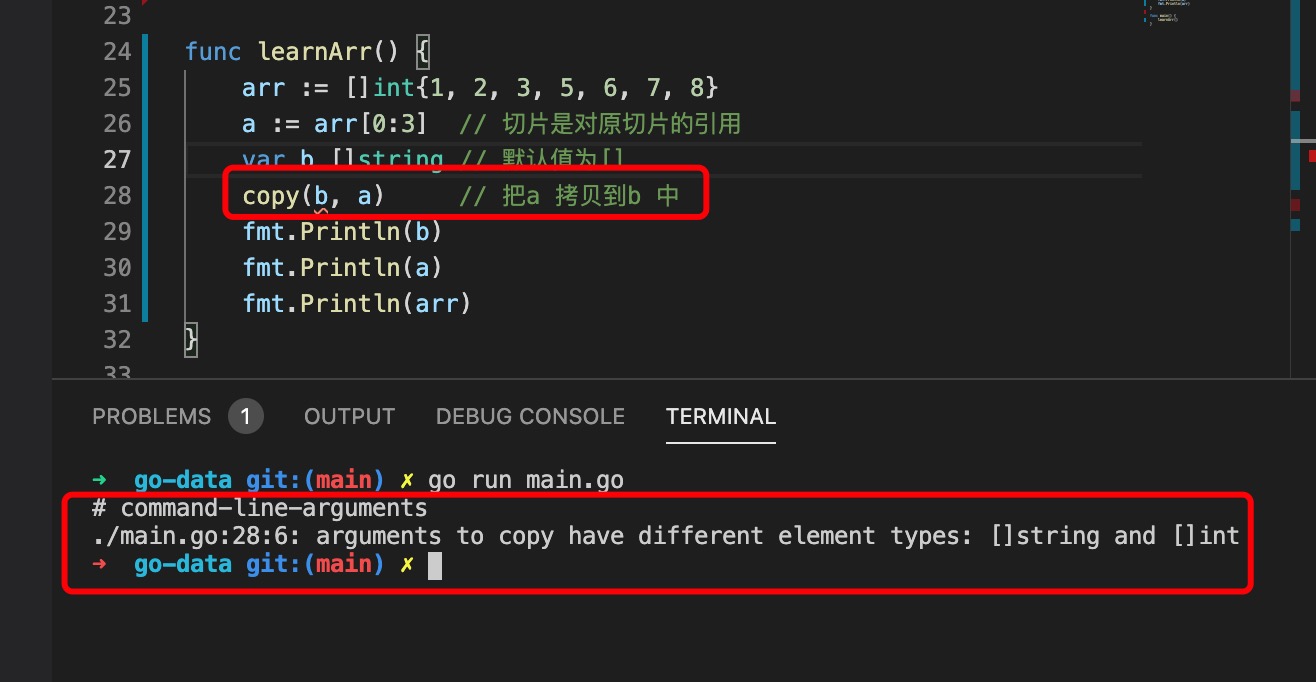 23
24 func learnArr() {
25 arr := []int{1, 2, 3, 5, 6, 7, 8}
26 a := arr[0:3] // 切片是对原切片的引用
27 var b []string // 默认值为[]
28 copy(b, a) // 把a 拷贝到b 中
29 fmt.Println(b)
30 fmt.Println(a)
31 fmt.Println(arr)
32 }
33
PROBLEMS 1 OUTPUT DEBUG CONSOLE TERMINAL
➜ go-data git:(main) ✗ go run main.go
# command-line-arguments
./main.go:28:6: arguments to copy have different element types: []string and []int
➜ go-data git:(main) ✗